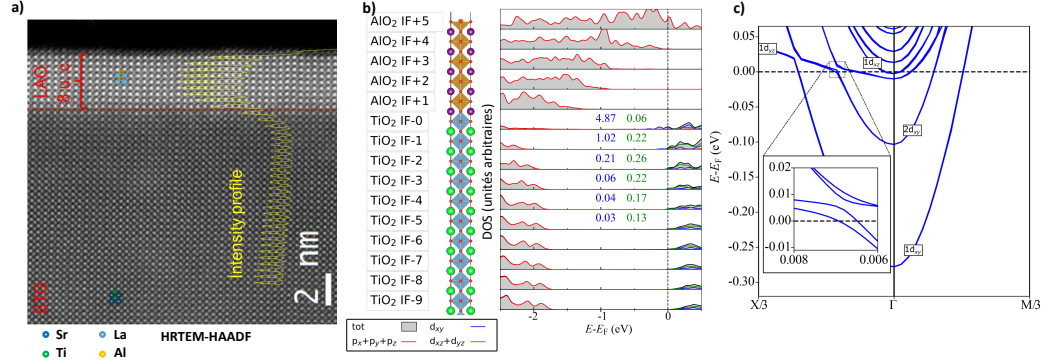 a)
LAO
8 u.c
Intensity profile
STO
2 nm
Sr
La
Ti
Al
HRTEM-HAADF
b)
AlO2 IF+5
AlO2 IF+4
AlO2 IF+3
AlO2 IF+2
AlO2 IF+1
TiO2 IF-0
TiO2 IF-1
TiO2 IF-2
TiO2 IF-3
TiO2 IF-4
TiO2 IF-5
TiO2 IF-6
TiO2 IF-7
TiO2 IF-8
TiO2 IF-9
DOS (unités arbitraires)
4.87 0.06
1.02 0.22
0.21 0.26
0.06 0.22
0.04 0.17
0.03 0.13
-2 -1 0
E-EF (eV)
tot dxy
px+py+pz dxz+dyz
c)
E-EF (eV)
0.05
0.00
-0.05
-0.10
-0.15
-0.20
-0.25
-0.30
1dyz
1dxz
2dxy
1dxy
0.02
0.01
0.00
-0.01
0.008 0.006
X/3 Γ M/3